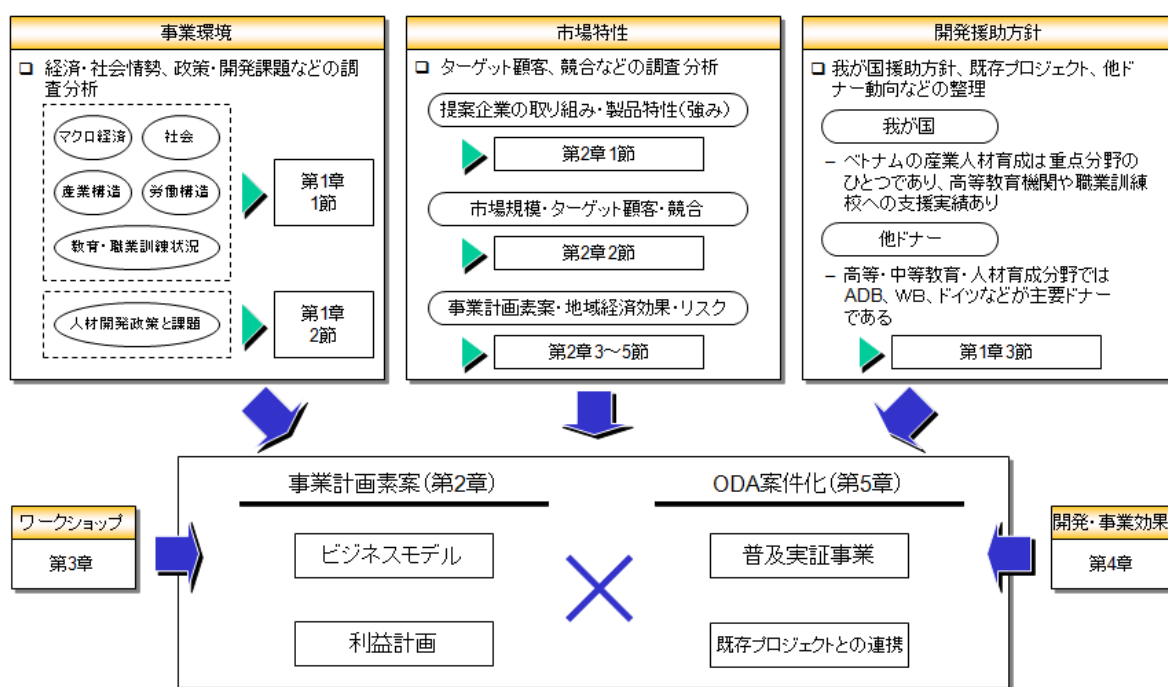 事業環境
❑ 経済・社会情勢、政策・開発課題などの調
査分析
マクロ経済
社会
産業構造
労働構造
教育・職業訓練状況
第1章
1節
人材開発政策と課題
第1章
2節
市場特性
❑ ターゲット顧客、競合などの調査分析
提案企業の取り組み・製品特性(強み)
第2章1節
市場規模・ターゲット顧客・競合
第2章2節
事業計画素案・地域経済効果・リスク
第2章3～5節
開発援助方針
❑ 我が国援助方針、既存プロジェクト、他ド
ナー動向などの整理
我が国
– ベトナムの産業人材育成は重点分野の
ひとつであり、高等教育機関や職業訓練
校への支援実績あり
他ドナー
– 高等・中等教育・人材育成分野では
ADB、WB、ドイツなどが主要ドナー
である
第1章3節
ワークショップ
第3章
事業計画素案(第2章)
ビジネスモデル
利益計画
ODA案件化(第5章)
普及実証事業
既存プロジェクトとの連携
開発・事業効果
第4章